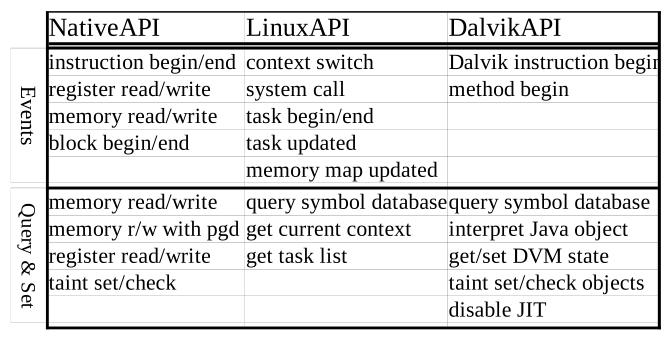 NativeAPI LinuxAPI DalvikAPI
Events
instruction begin/end context switch Dalvik instruction begin
register read/write system call method begin
memory read/write task begin/end
block begin/end task updated
memory map updated
Query & Set
memory read/write query symbol database query symbol database
memory r/w with pgd get current context interpret Java object
register read/write get task list get/set DVM state
taint set/check taint set/check objects
disable JIT